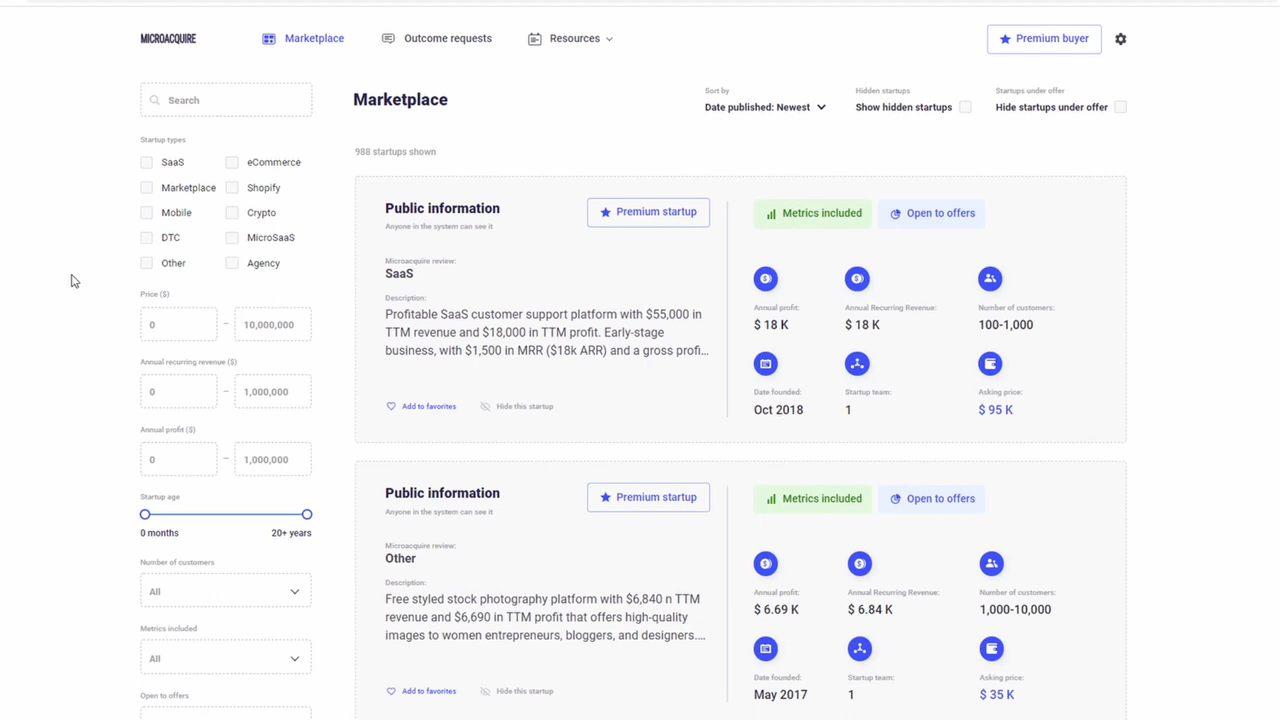 MICROACQUIRE
Marketplace
Outcome requests
Resources
Premium buyer
Search
Startup types
SaaS
eCommerce
Marketplace
Shopify
Mobile
Crypto
DTC
MicroSaaS
Other
Agency
Price ($)
0 – 10,000,000
Annual recurring revenue ($)
0 – 1,000,000
Annual profit ($)
0 – 1,000,000
Startup age
0 months
20+ years
Number of customers
All
Metrics included
All
Open to offers
Marketplace
Sort by
Date published: Newest
Hidden startups
Show hidden startups
Startups under offer
Hide startups under offer
988 startups shown
Public information
Anyone in the system can see it
Premium startup
Microacquire review:
SaaS
Description:
Profitable SaaS customer support platform with $55,000 in
TTM revenue and $18,000 in TTM profit. Early-stage
business, with $1,500 in MRR ($18k ARR) and a gross profi...
Add to favorites
Hide this startup
Metrics included
Open to offers
Annual profit:
$ 18 K
Annual Recurring Revenue:
$ 18 K
Number of customers:
100-1,000
Date founded:
Oct 2018
Startup team:
1
Asking price:
$ 95 K
Public information
Anyone in the system can see it
Premium startup
Microacquire review:
Other
Description:
Free styled stock photography platform with $6,840 n TTM
revenue and $6,690 in TTM profit that offers high-quality
images to women entrepreneurs, bloggers, and designers....
Add to favorites
Hide this startup
Metrics included
Open to offers
Annual profit:
$ 6.69 K
Annual Recurring Revenue:
$ 6.84 K
Number of customers:
1,000-10,000
Date founded:
May 2017
Startup team:
1
Asking price:
$ 35 K